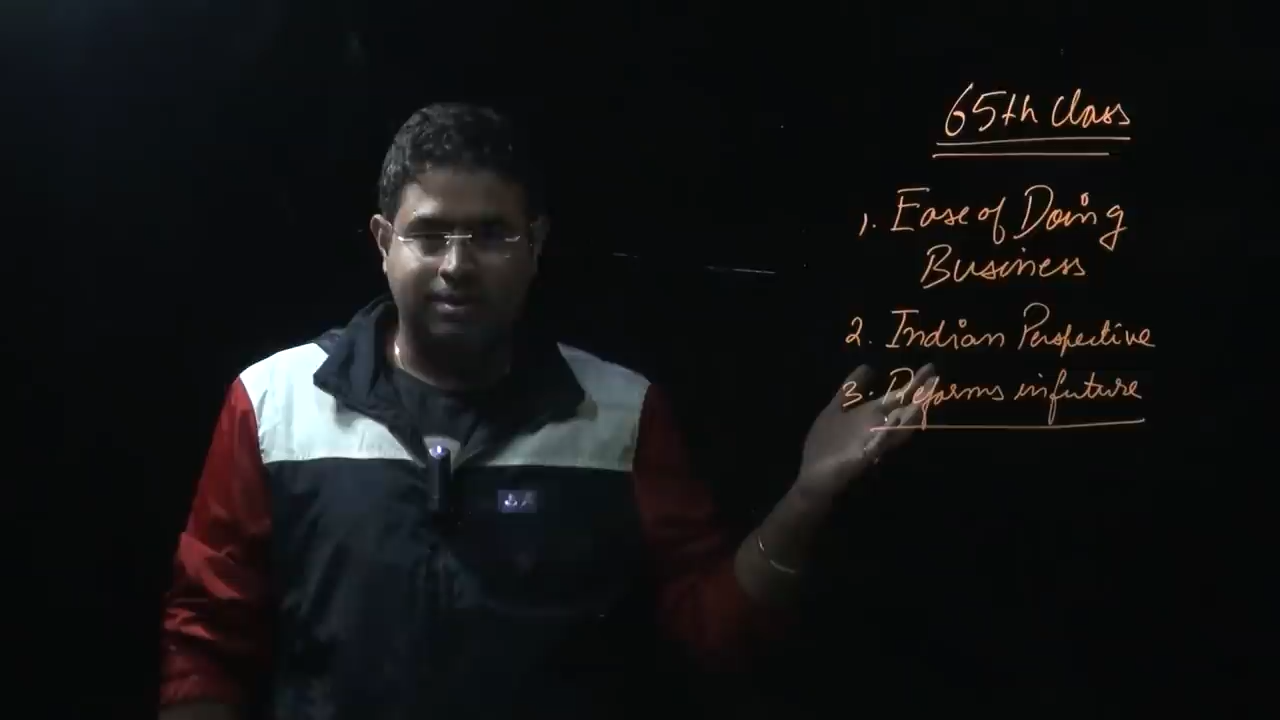 65th Class
1. Ease of Doing
Business
2. Indian Perspective
3. Reforms in future